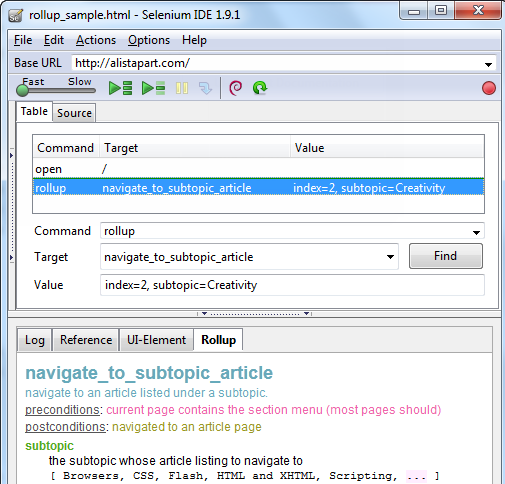 rollup_sample.html - Selenium IDE 1.9.1
File Edit Actions Options Help
Base URL http://alistapart.com/
Fast Slow
Table Source
Command Target Value
open /
rollup navigate_to_subtopic_article index=2, subtopic=Creativity
Command rollup
Target navigate_to_subtopic_article Find
Value index=2, subtopic=Creativity
Log Reference UI-Element Rollup
navigate_to_subtopic_article
navigate to an article listed under a subtopic.
preconditions: current page contains the section menu (most pages should)
postconditions: navigated to an article page
subtopic
the subtopic whose article listing to navigate to
[ Browsers, CSS, Flash, HTML and XHTML, Scripting, ... ]